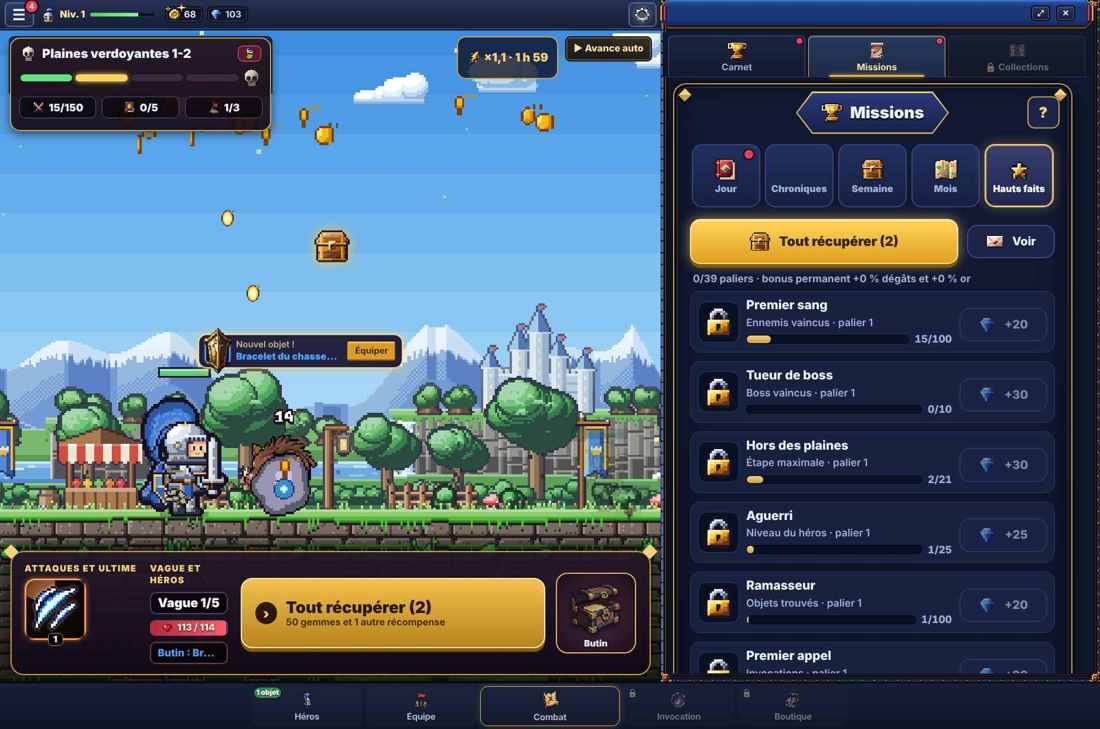 4
Niv. 1
68
103
Plaines verdoyantes 1-2
15/150
0/5
1/3
×1,1 · 1 h 59
Avance auto
Nouvel objet !
Bracelet du chasse...
Équiper
14
ATTAQUES ET ULTIME
1
VAGUE ET HÉROS
Vague 1/5
113 / 114
Butin : Br...
Tout récupérer (2)
50 gemmes et 1 autre récompense
Butin
1 objet
Héros
Équipe
Combat
Invocation
Boutique
Carnet
Missions
Collections
Missions
?
Jour
Chroniques
Semaine
Mois
Hauts faits
Tout récupérer (2)
Voir
0/39 paliers · bonus permanent +0 % dégâts et +0 % or
Premier sang
Ennemis vaincus · palier 1
15/100
+20
Tueur de boss
Boss vaincus · palier 1
0/10
+30
Hors des plaines
Étape maximale · palier 1
2/21
+30
Aguerri
Niveau du héros · palier 1
1/25
+25
Ramasseur
Objets trouvés · palier 1
1/100
+20
Premier appel
Invocations · palier 1